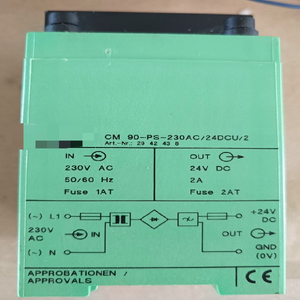 CM 90-PS-230AC/24DCU/2
Art.-Nr.: 29 42 43 8
IN
230V AC
50/60 Hz
Fuse 1AT
OUT
24V DC
2A
Fuse 2AT
(~) L1
230V
AC
IN
(~) N
+24V
DC
OUT
GND
(0V)
APPROBATIONEN /
APPROVALS
CE